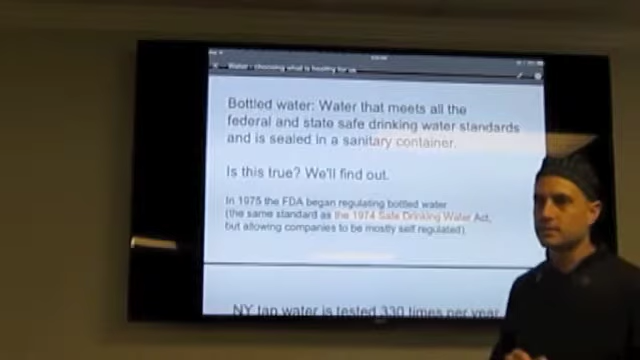 Water - choosing what is healthy for us
Bottled water: Water that meets all the
federal and state safe drinking water standards
and is sealed in a sanitary container.
Is this true? We'll find out.
In 1975 the FDA began regulating bottled water
(the same standard as the 1974 Safe Drinking Water Act,
but allowing companies to be mostly self regulated)
NY tap water is tested 330 times per year